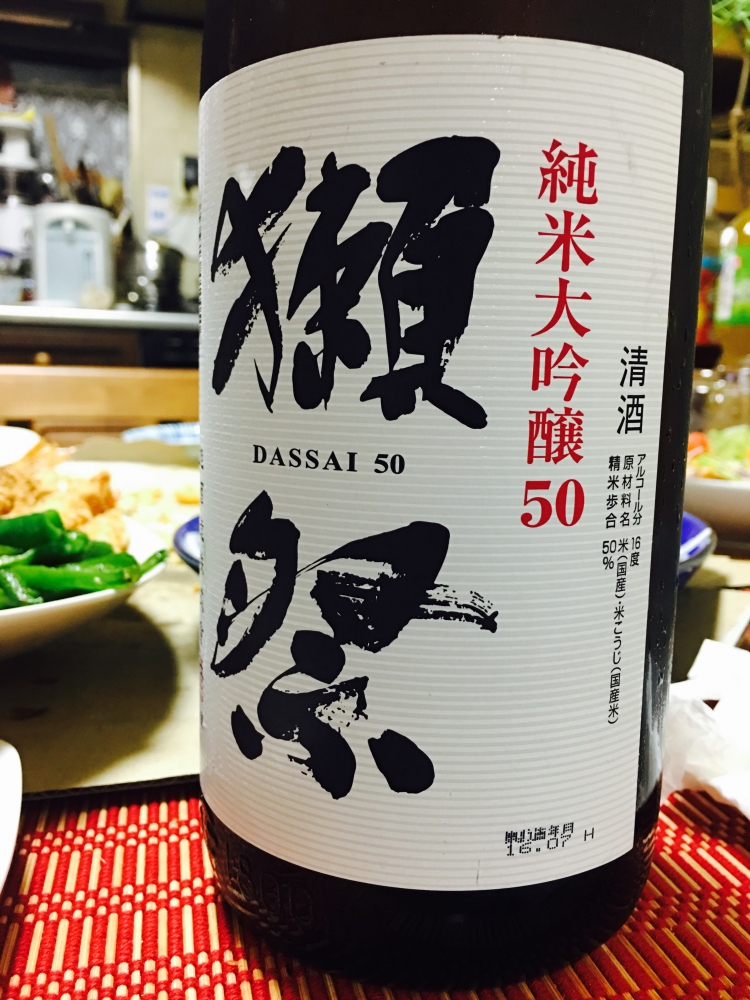 獺祭
DASSAI 50
純米大吟醸50
清酒
アルコール分 16度
原材料名 米(国産)・米こうじ(国産米)
精米歩合 50%
製造年月
16.07 H